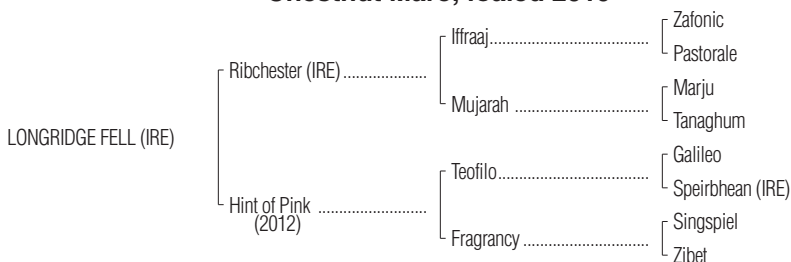 Chestnut Mare; foaled 2019
Zafonic
Iffraaj
Pastorale
Ribchester (IRE)
Marju
Mujarah
Tanaghum
LONGRIDGE FELL (IRE)
Galileo
Teofilo
Speirbhean (IRE)
Hint of Pink
(2012)
Singspiel
Fragrancy
Zibet